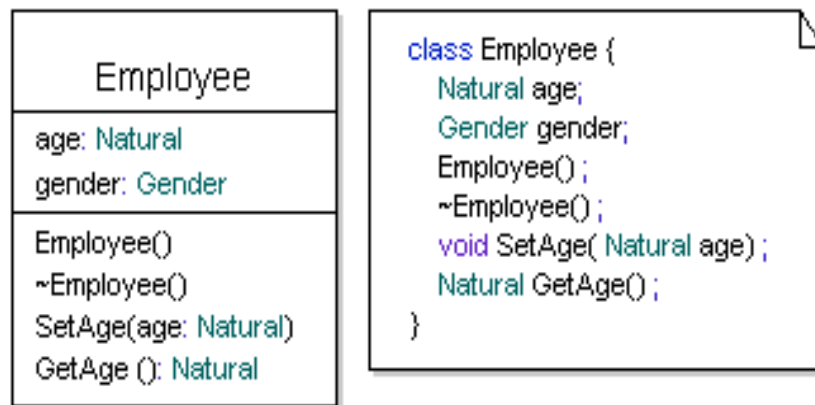 Employee
age: Natural
gender: Gender
Employee()
~Employee()
SetAge(age: Natural)
GetAge (): Natural
class Employee {
Natural age;
Gender gender;
Employee() ;
~Employee() ;
void SetAge( Natural age) ;
Natural GetAge() ;
}